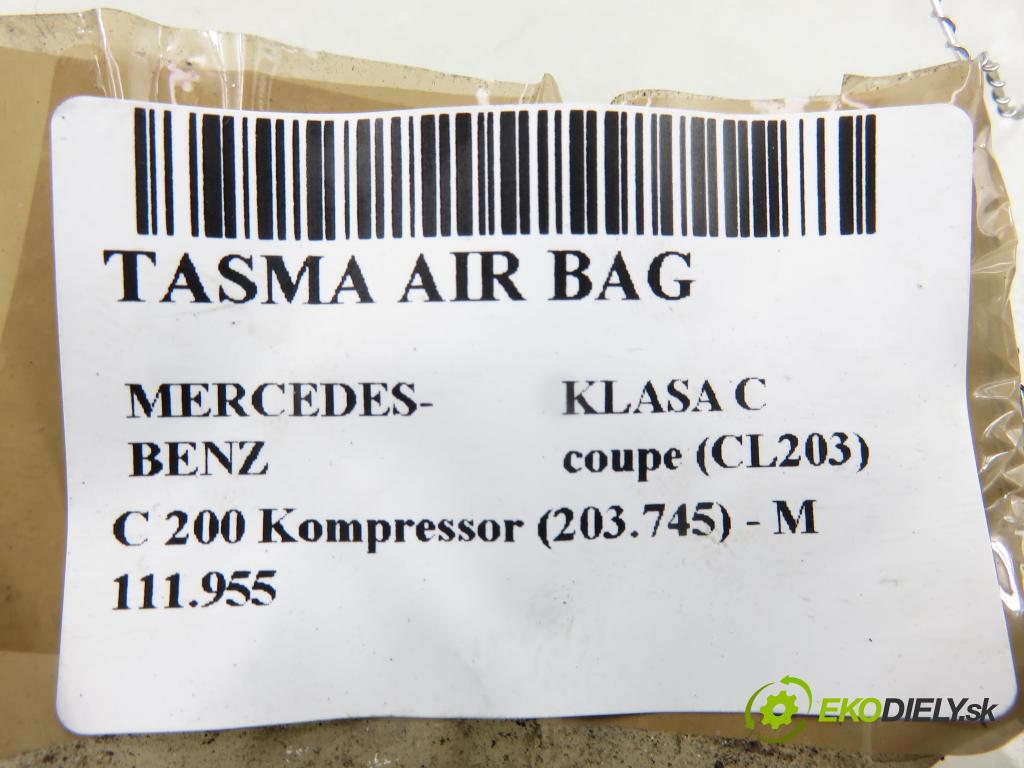 TASMA AIR BAG
MERCEDES-
BENZ
KLASA C
coupe (CL203)
C 200 Kompressor (203.745) - M
111.955
EKODIELY.sk